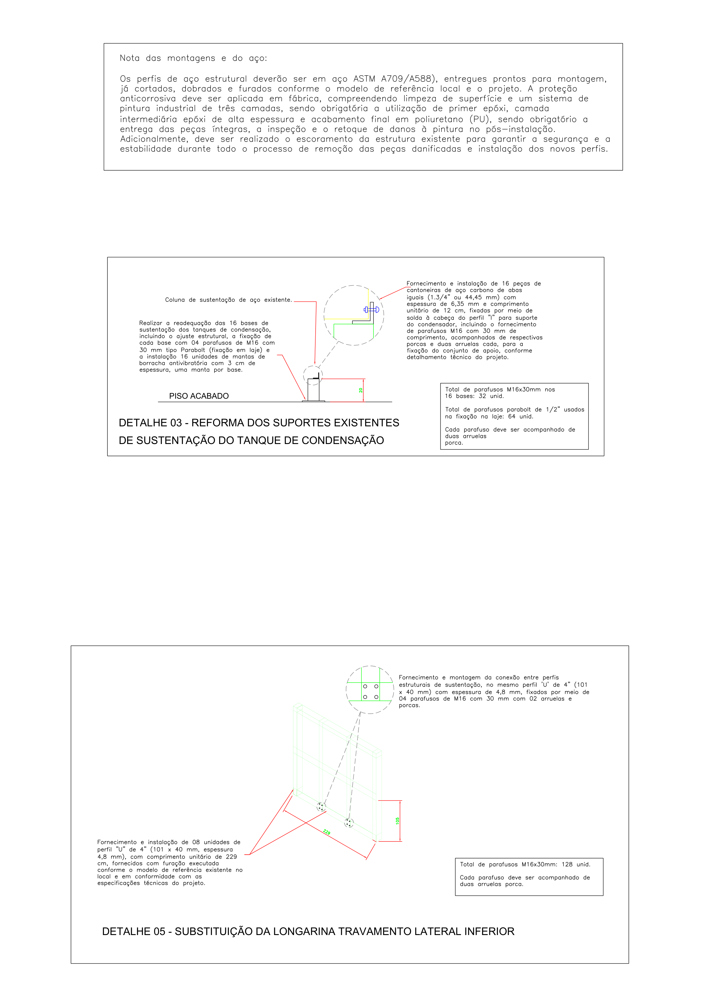 Nota das montagens e do aço:
Os perfis de aço estrutural deverão ser em aço ASTM A709/A588), entregues prontos para montagem,
já cortados, dobrados e furados conforme o modelo de referência local e o projeto. A proteção
anticorrosiva deve ser aplicada em fábrica, compreendendo limpeza de superfície e um sistema de
pintura industrial de três camadas, sendo obrigatória a utilização de primer epóxi, camada
intermediária epóxi de alta espessura e acabamento final em poliuretano (PU), sendo obrigatório a
entrega das peças íntegras, a inspeção e o retoque de danos à pintura no pós-instalação.
Adicionalmente, deve ser realizado o escoramento da estrutura existente para garantir a segurança e a
estabilidade durante todo o processo de remoção das peças danificadas e instalação dos novos perfis.
Coluna de sustentação de aço existente.
Realizar a readequação das 16 bases de
sustentação dos tanques de condensação,
incluindo o ajuste estrutural, a fixação de
cada base com 04 parafusos de M16 com
30 mm tipo Parabolt (fixação em laje) e
a instalação 16 unidades de mantas de
borracha antivibratória com 3 cm de
espessura, uma manta por base.
Fornecimento e instalação de 16 peças de
cantoneiras de aço carbono de abas
iguais (1.3/4" ou 44,45 mm) com
espessura de 6,35 mm e comprimento
unitário de 12 cm, fixadas por meio de
solda à cabeça do perfil "I" para suporte
do condensador, incluindo o fornecimento
de parafusos M16 com 30 mm de
comprimento, acompanhados de respectivas
porcas e duas arruelas cada, para a
fixação do conjunto de apoio, conforme
detalhamento técnico do projeto.
20
PISO ACABADO
Total de parafusos M16x30mm nos
16 bases: 32 unid.
Total de parafusos parabolt de 1/2" usados
na fixação na laje: 64 unid.
Cada parafuso deve ser acompanhado de
duas arruelas
porca.
DETALHE 03 - REFORMA DOS SUPORTES EXISTENTES
DE SUSTENTAÇÃO DO TANQUE DE CONDENSAÇÃO
Fornecimento e montagem da conexão entre perfis
estruturais de sustentação, no mesmo perfil 'U' de 4" (101
x 40 mm) com espessura de 4,8 mm, fixados por meio de
04 parafusos de M16 com 30 mm com 02 arruelas e
porcas.
105
229
Fornecimento e instalação de 08 unidades de
perfil "U" de 4" (101 x 40 mm, espessura
4,8 mm), com comprimento unitário de 229
cm, fornecidos com furação executada
conforme o modelo de referência existente no
local e em conformidade com as
especificações técnicas do projeto.
Total de parafusos M16x30mm: 128 unid.
Cada parafuso deve ser acompanhado de
duas arruelas porca.
DETALHE 05 - SUBSTITUIÇÃO DA LONGARINA TRAVAMENTO LATERAL INFERIOR